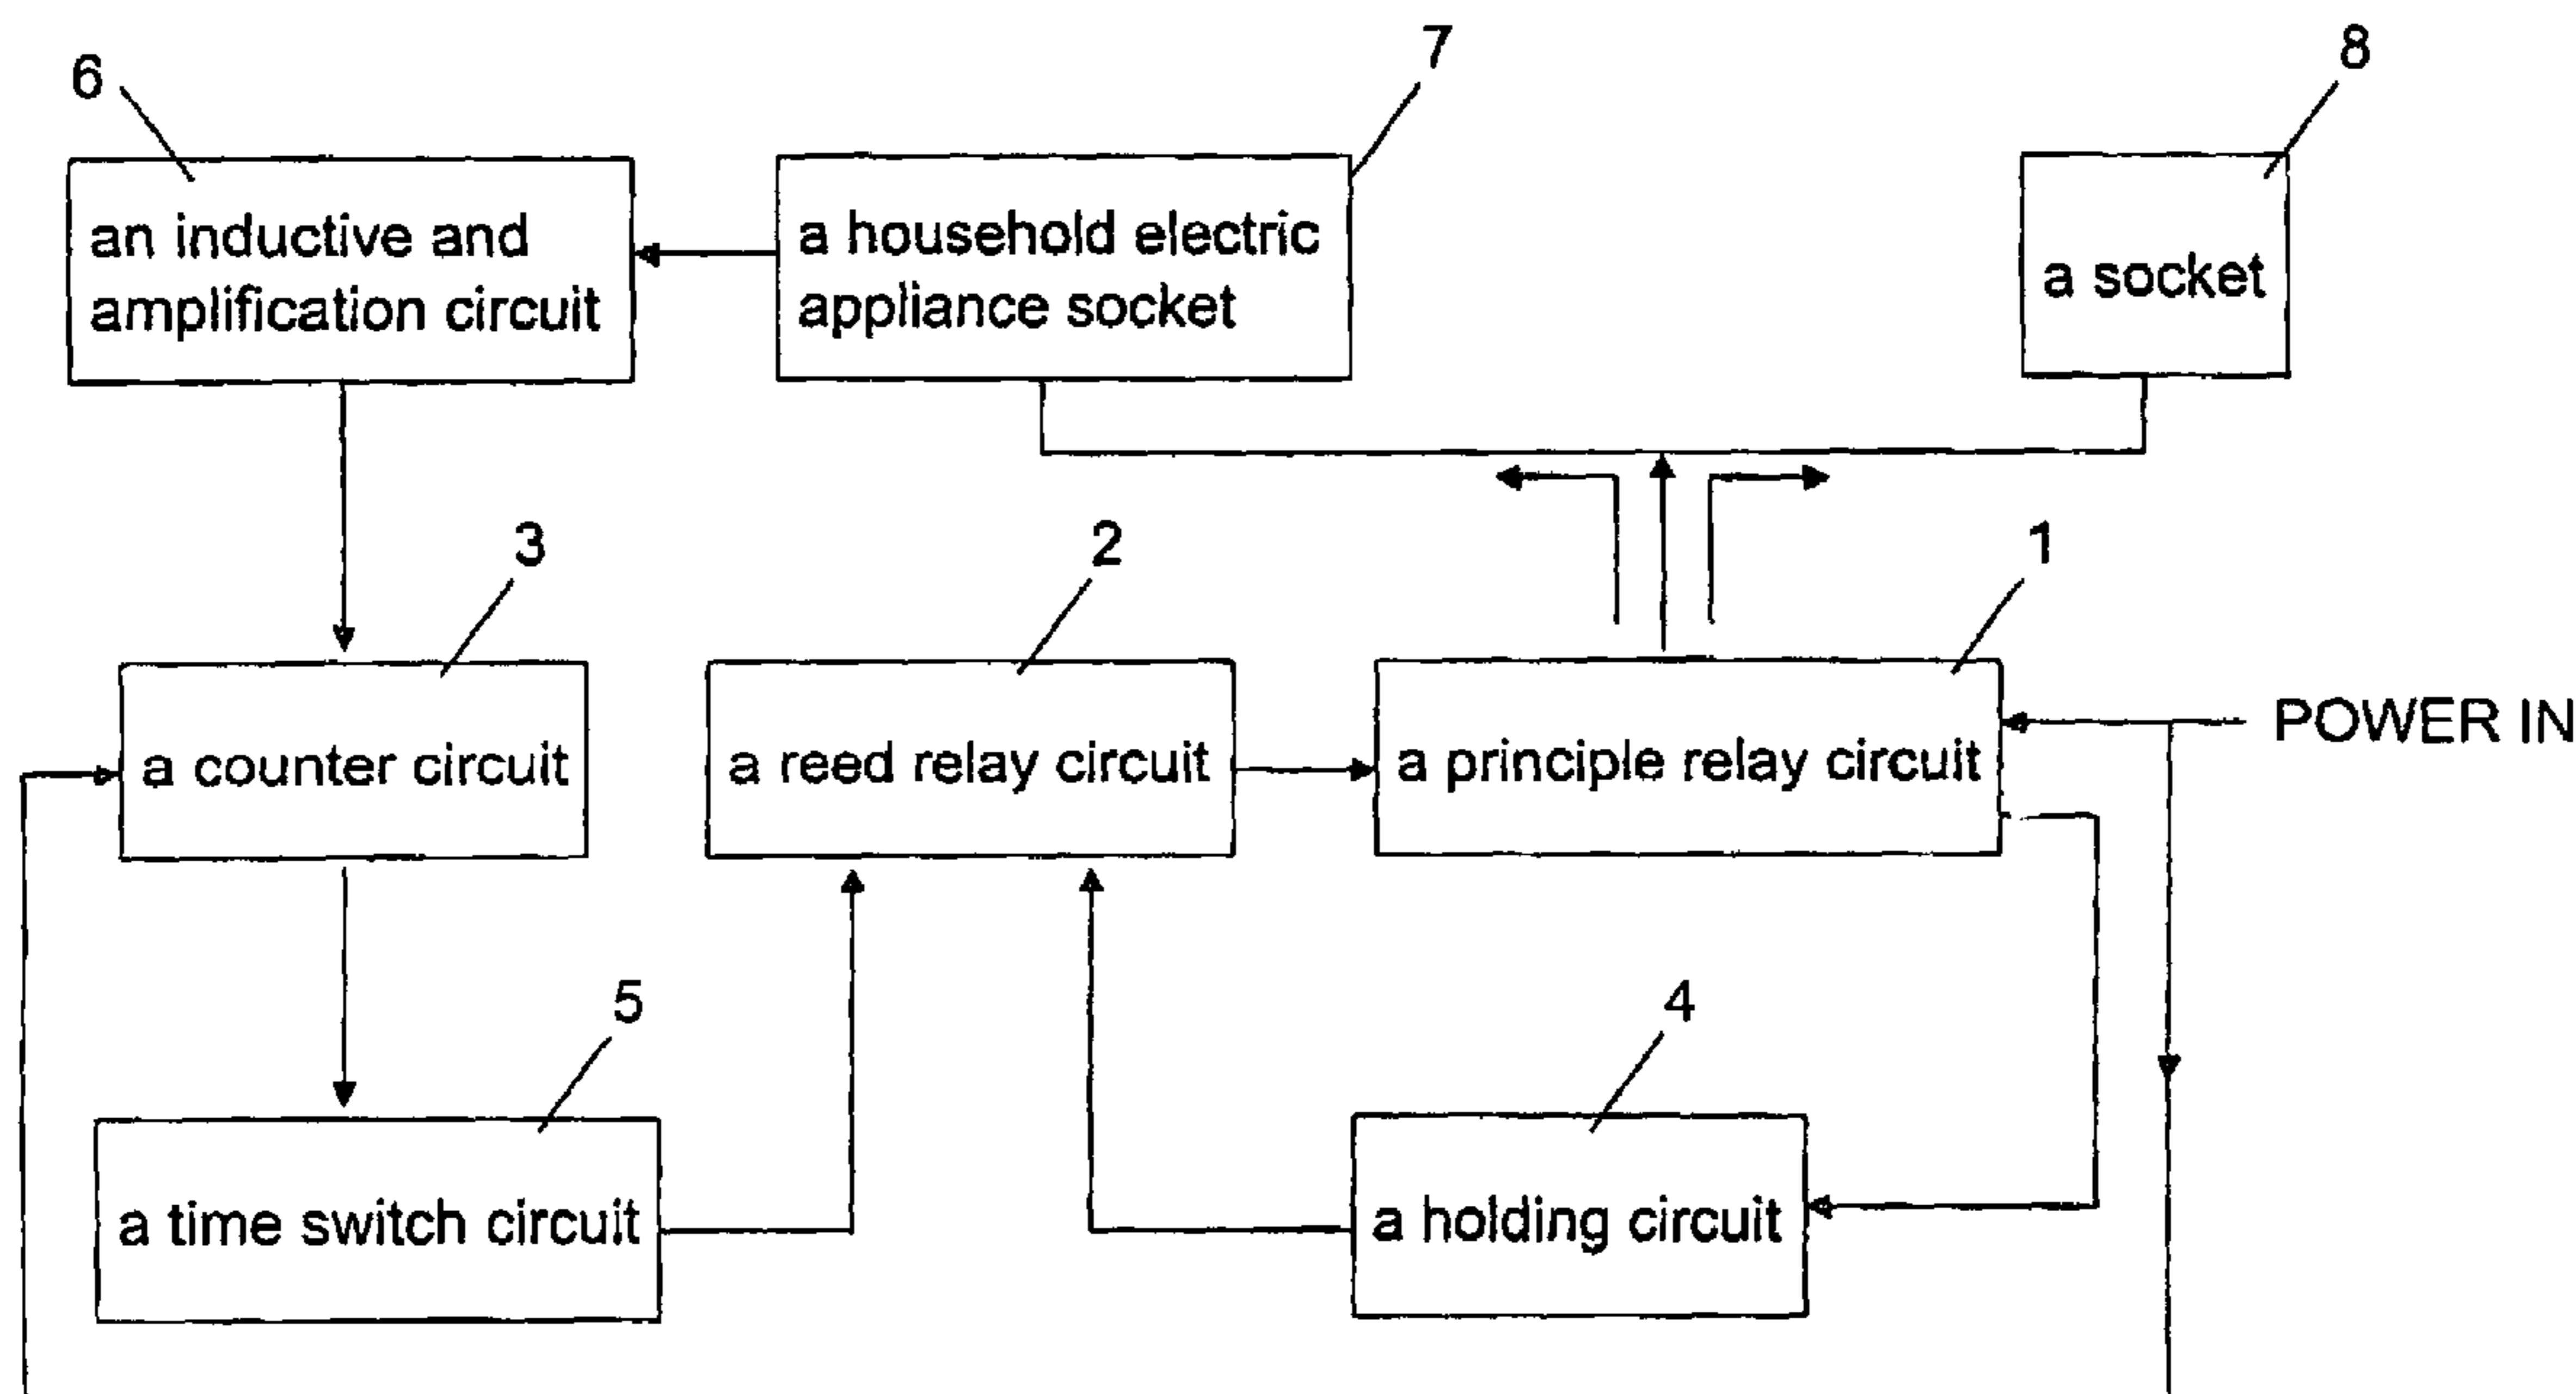 6
7
8
an inductive and
amplification circuit
a household electric
appliance socket
a socket
3
2
1
a counter circuit
a reed relay circuit
a principle relay circuit
POWER IN
5
4
a time switch circuit
a holding circuit